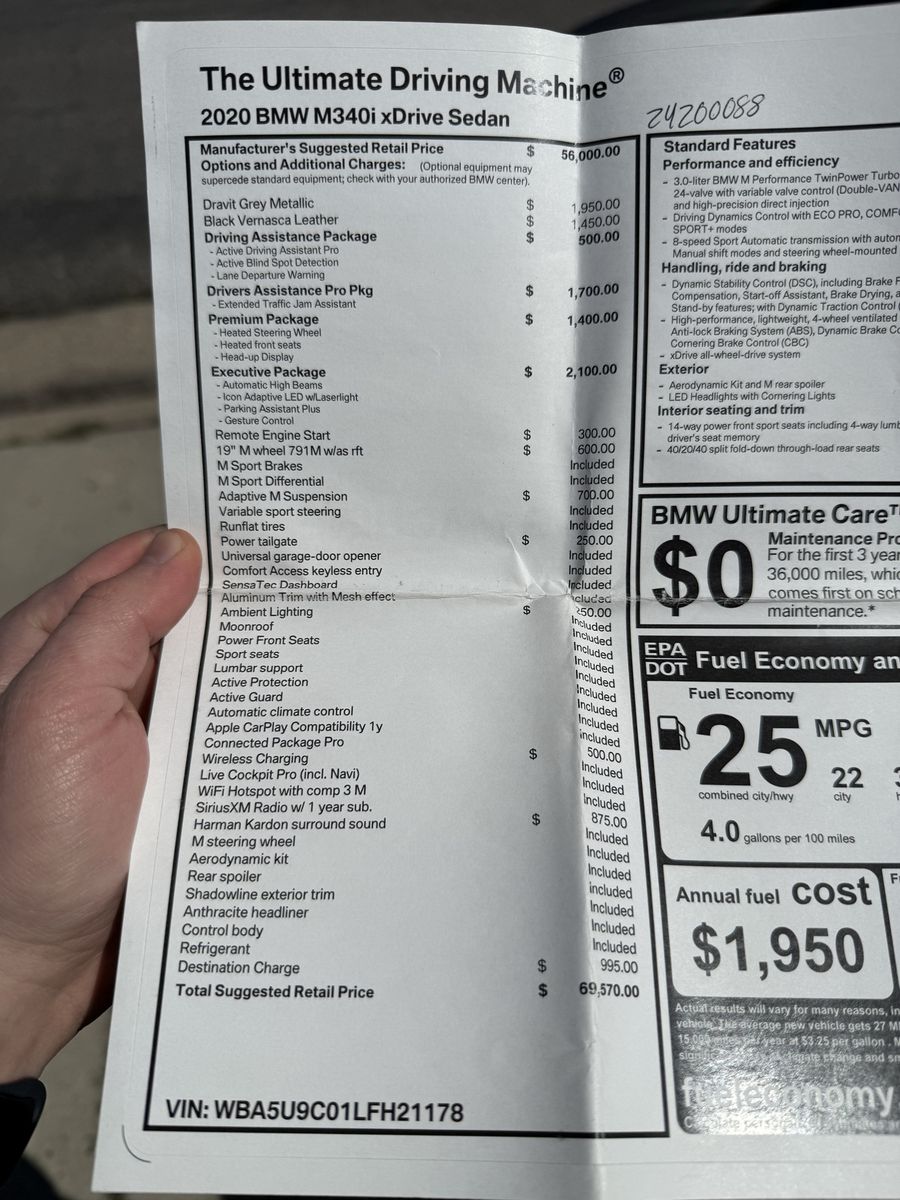 The Ultimate Driving Machine®
2020 BMW M340i xDrive Sedan
Manufacturer's Suggested Retail Price $ 56,000.00
Options and Additional Charges: (Optional equipment may
supercede standard equipment; check with your authorized BMW center).
Dravit Grey Metallic $ 1,950.00
Black Vernasca Leather $ 1,450.00
Driving Assistance Package $ 500.00
- Active Driving Assistant Pro
- Active Blind Spot Detection
- Lane Departure Warning
Drivers Assistance Pro Pkg $ 1,700.00
- Extended Traffic Jam Assistant
Premium Package $ 1,400.00
- Heated Steering Wheel
- Heated front seats
- Head-up Display
Executive Package $ 2,100.00
- Automatic High Beams
- Icon Adaptive LED w/Laserlight
- Parking Assistant Plus
- Gesture Control
Remote Engine Start $ 300.00
19" M wheel 791M w/as rft $ 600.00
M Sport Brakes Included
M Sport Differential Included
Adaptive M Suspension $ 700.00
Variable sport steering Included
Runflat tires Included
Power tailgate $ 250.00
Universal garage-door opener Included
Comfort Access keyless entry Included
SensaTec Dashboard Included
Aluminum Trim with Mesh effect Included
Ambient Lighting $ 250.00
Moonroof Included
Power Front Seats Included
Sport seats Included
Lumbar support Included
Active Protection Included
Active Guard Included
Automatic climate control Included
Apple CarPlay Compatibility 1y Included
Connected Package Pro included
Wireless Charging $ 500.00
Live Cockpit Pro (incl. Navi) Included
WiFi Hotspot with comp 3 M Included
SiriusXM Radio w/ 1 year sub. Included
Harman Kardon surround sound $ 875.00
M steering wheel Included
Aerodynamic kit Included
Rear spoiler Included
Shadowline exterior trim included
Anthracite headliner Included
Control body Included
Refrigerant Included
Destination Charge $ 995.00
Total Suggested Retail Price $ 69,570.00
VIN: WBA5U9C01LFH21178
24200088
Standard Features
Performance and efficiency
- 3.0-liter BMW M Performance TwinPower Turbo
24-valve with variable valve control (Double-VAN
and high-precision direct injection
- Driving Dynamics Control with ECO PRO, COMF
SPORT+ modes
- 8-speed Sport Automatic transmission with autom
Manual shift modes and steering wheel-mounted
Handling, ride and braking
- Dynamic Stability Control (DSC), including Brake F
Compensation, Start-off Assistant, Brake Drying, a
Stand-by features; with Dynamic Traction Control (
- High-performance, lightweight, 4-wheel ventilated
Anti-lock Braking System (ABS), Dynamic Brake Co
Cornering Brake Control (CBC)
- xDrive all-wheel-drive system
Exterior
- Aerodynamic Kit and M rear spoiler
- LED Headlights with Cornering Lights
Interior seating and trim
- 14-way power front sport seats including 4-way lumb
driver's seat memory
- 40/20/40 split fold-down through-load rear seats
BMW Ultimate Care™
$0
Maintenance Pro
For the first 3 year
36,000 miles, whic
comes first on sch
maintenance.*
EPA
DOT Fuel Economy an
Fuel Economy
25 MPG
combined city/hwy
22
city
4.0 gallons per 100 miles
Annual fuel cost
$1,950
Actual results will vary for many reasons, in
vehicle. The average new vehicle gets 27 M
15,000 miles per year at $3.25 per gallon. M
climate change and sm
fueleconomy